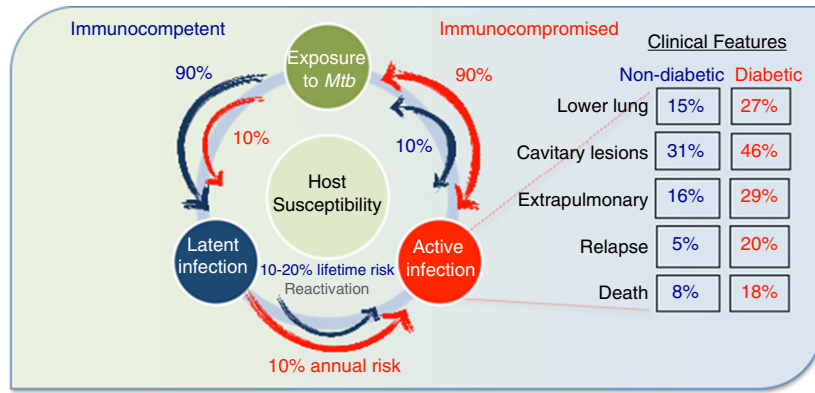 Immunocompetent
Immunocompromised
90%
Exposure
to Mtb
90%
10%
10%
Host
Susceptibility
Latent
infection
Active
infection
10-20% lifetime risk
Reactivation
10% annual risk
Clinical Features
Non-diabetic Diabetic
Lower lung 15% 27%
Cavitary lesions 31% 46%
Extrapulmonary 16% 29%
Relapse 5% 20%
Death 8% 18%